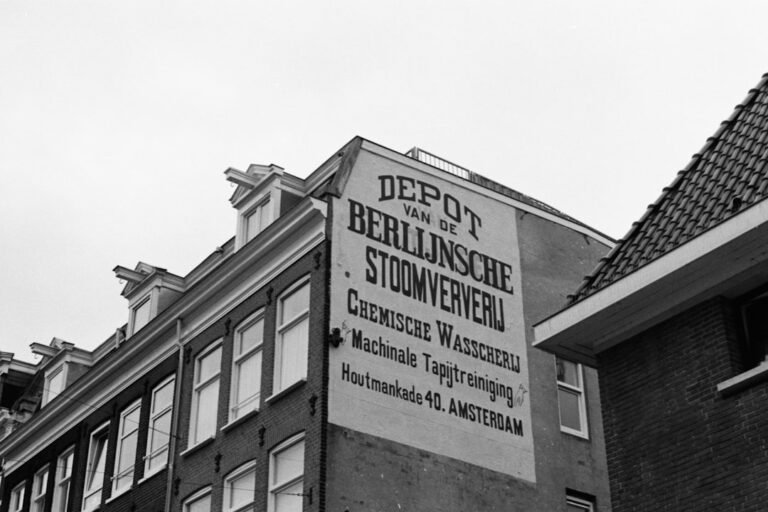 DEPOT
VAN DE
BERLIJNSCHE
STOOMVERVERIJ
CHEMISCHE WASSCHERIJ
Machinale Tapijtreiniging
Houtmankade 40. AMSTERDAM